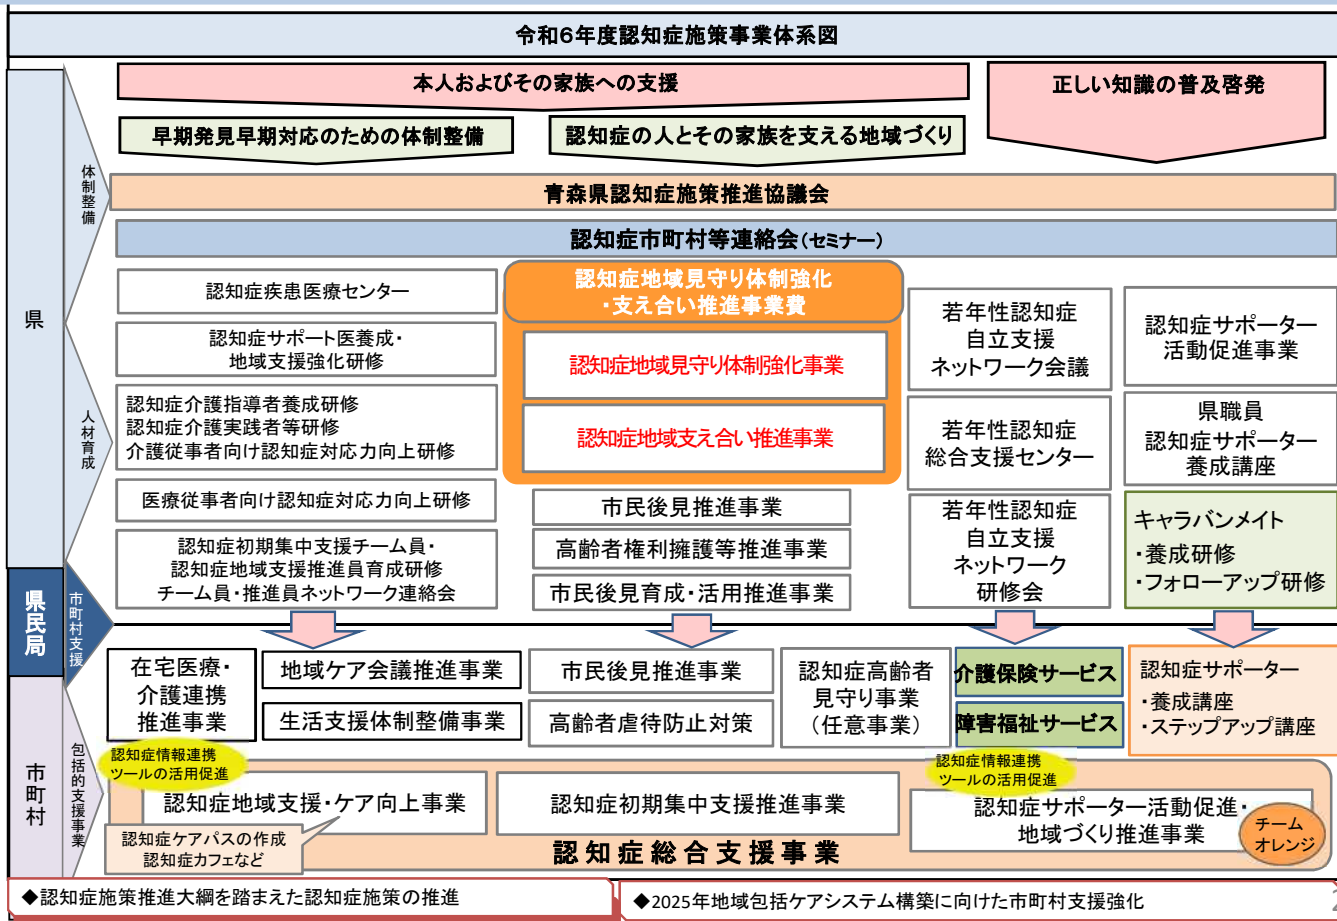 令和6年度認知症施策事業体系図
本人およびその家族への支援
正しい知識の普及啓発
早期発見早期対応のための体制整備
認知症の人とその家族を支える地域づくり
県
体制整備
人材育成
青森県認知症施策推進協議会
認知症市町村等連絡会(セミナー)
認知症疾患医療センター
認知症サポート医養成・
地域支援強化研修
認知症介護指導者養成研修
認知症介護実践者等研修
介護従事者向け認知症対応力向上研修
医療従事者向け認知症対応力向上研修
認知症初期集中支援チーム員・
認知症地域支援推進員育成研修
チーム員・推進員ネットワーク連絡会
認知症地域見守り体制強化
・支え合い推進事業費
認知症地域見守り体制強化事業
認知症地域支え合い推進事業
市民後見推進事業
高齢者権利擁護等推進事業
市民後見育成・活用推進事業
若年性認知症
自立支援
ネットワーク会議
若年性認知症
総合支援センター
若年性認知症
自立支援
ネットワーク
研修会
認知症サポーター
活動促進事業
県職員
認知症サポーター
養成講座
キャラバンメイト
・養成研修
・フォローアップ研修
県民局
市町村支援
市町村
包括的支援事業
在宅医療・
介護連携
推進事業
地域ケア会議推進事業
生活支援体制整備事業
市民後見推進事業
高齢者虐待防止対策
認知症高齢者
見守り事業
(任意事業)
介護保険サービス
障害福祉サービス
認知症サポーター
・養成講座
・ステップアップ講座
認知症情報連携
ツールの活用促進
認知症地域支援・ケア向上事業
認知症ケアパスの作成
認知症カフェなど
認知症初期集中支援推進事業
認知症情報連携
ツールの活用促進
認知症サポーター活動促進・
地域づくり推進事業
チーム
オレンジ
認知症総合支援事業
◆認知症施策推進大綱を踏まえた認知症施策の推進
◆2025年地域包括ケアシステム構築に向けた市町村支援強化